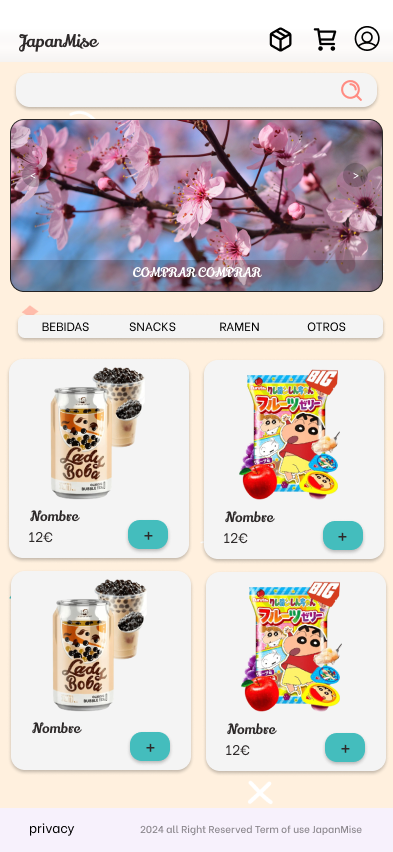 JapanMise
< >
COMPRAR COMPRAR
BEBIDAS SNACKS RAMEN OTROS
Lady
Boba
BIG
フルーツゼリー
Nombre
12€
+
Nombre
12€
+
Lady
Boba
BIG
フルーツゼリー
Nombre
+
Nombre
12€
+
privacy
2024 all Right Reserved Term of use JapanMise